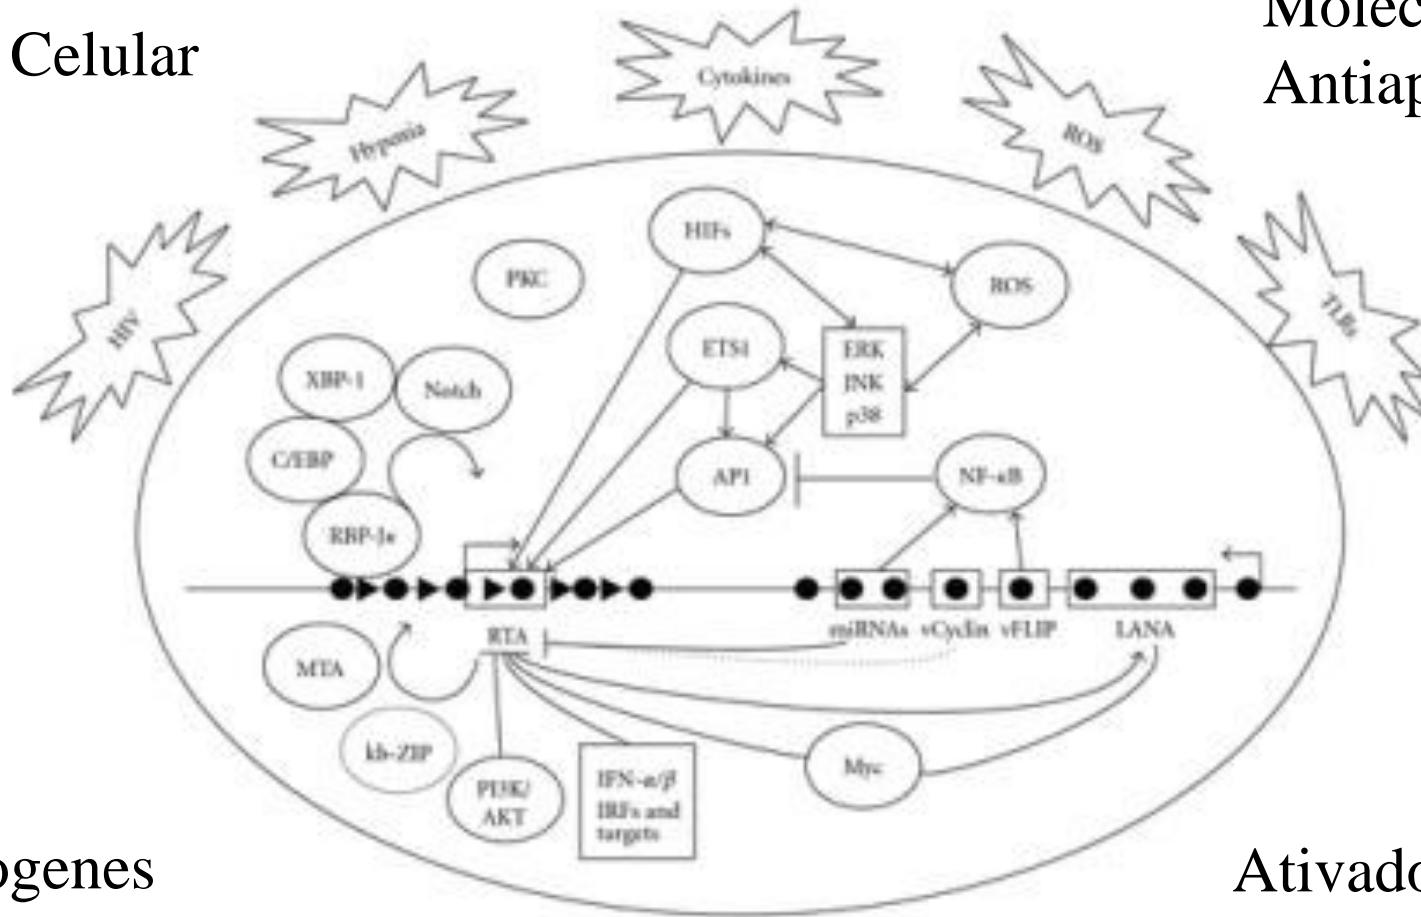 Celular
Molec
Antiap
Cytokines
Hypoxia
ROS
HIV
TLRs
HIFs
PKC
ROS
ETS1
ERK
JNK
p38
XBP-1
Notch
C/EBP
AP1
NF-κB
RBP-Jκ
RTA
miRNAs
vCyclin
vFLIP
LANA
MTA
kb-ZIP
PI3K/
AKT
IFN-α/β
IRFs and
targets
Myc
ogenes
Ativado